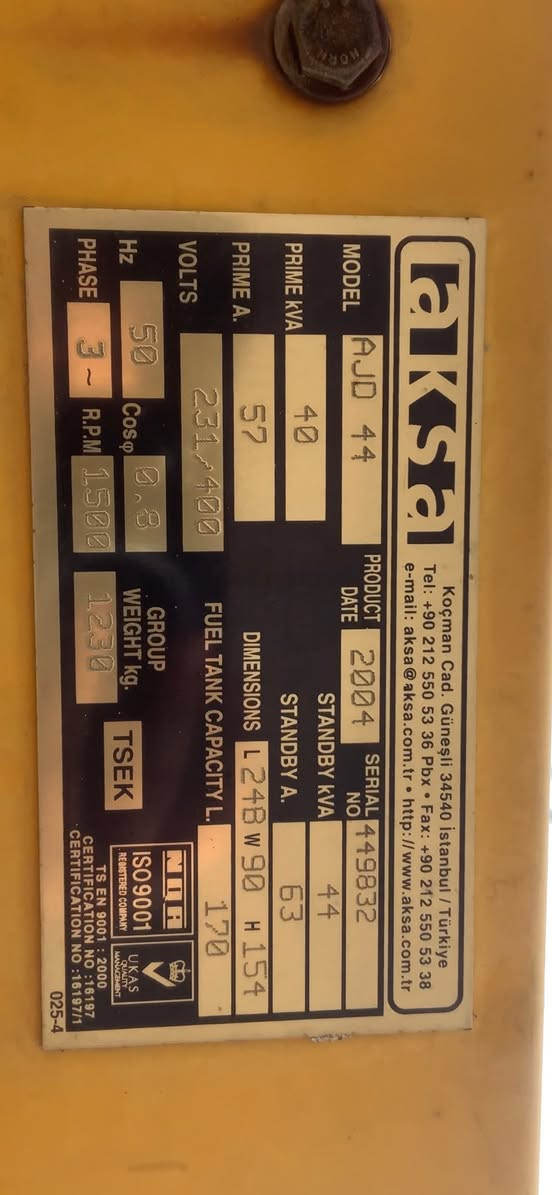 aksa
Koçman Cad. Güneşli 34540 İstanbul / Türkiye
Tel: +90 212 550 53 36 Pbx • Fax: +90 212 550 53 38
e-mail: aksa@aksa.com.tr • http://www.aksa.com.tr
MODEL AJD 44 PRODUCT DATE 2004 SERIAL NO 449832
PRIME kVA 40 STANDBY kVA 44
PRIME A. 57 STANDBY A. 63
VOLTS 231/400 DIMENSIONS L 248 W 90 H 154
FUEL TANK CAPACITY L. 170
Hz 50 Cosφ 0.8 GROUP WEIGHT kg. 1230
PHASE 3~ R.P.M 1500
TSEK
NQA
ISO9001
REGISTERED COMPANY
UKAS
QUALITY
MANAGEMENT
TS EN 9001 : 2000
CERTIFICATION NO :16197
CERTIFICATION NO :16197/1
025-4